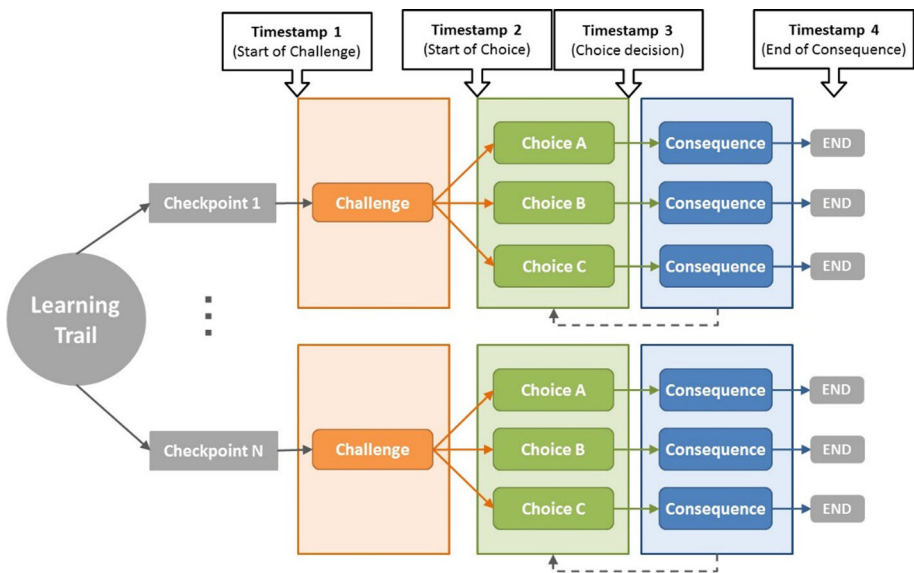 Timestamp 1
(Start of Challenge)
Timestamp 2
(Start of Choice)
Timestamp 3
(Choice decision)
Timestamp 4
(End of Consequence)
Learning
Trail
Checkpoint 1
Challenge
Choice A
Consequence
END
Choice B
Consequence
END
Choice C
Consequence
END
Checkpoint N
Challenge
Choice A
Consequence
END
Choice B
Consequence
END
Choice C
Consequence
END